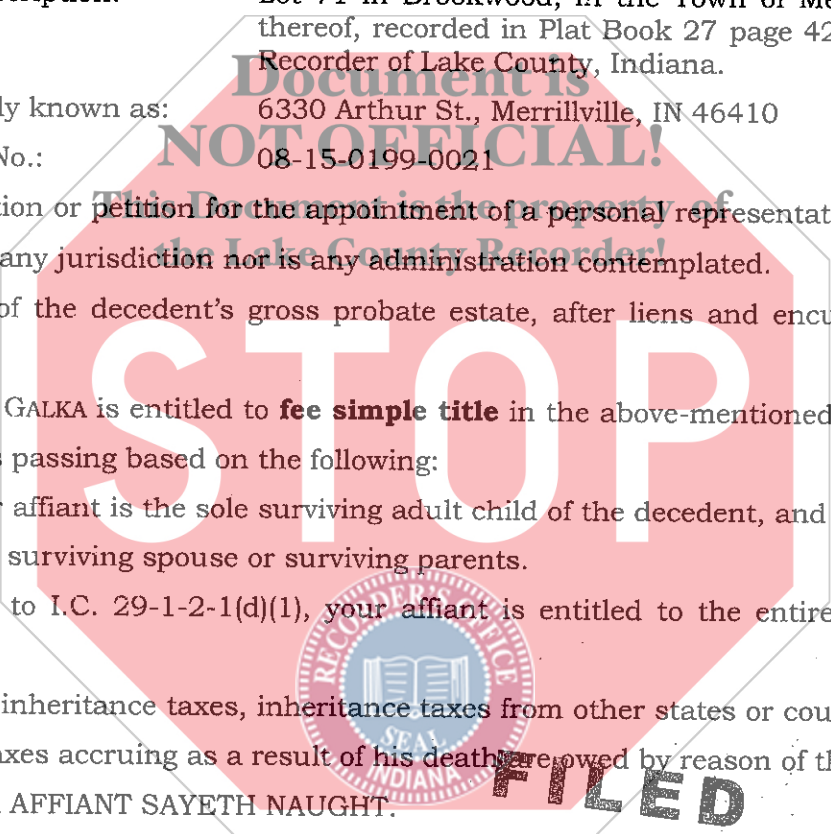 Lot 71 in Brookwood, in the Town of Me
thereof, recorded in Plat Book 27 page 42
Recorder of Lake County, Indiana.
Document is
ly known as: 6330 Arthur St., Merrillville, IN 46410
NOT OFFICIAL!
No.: 08-15-0199-0021
This Document is the property of
tion or petition for the appointment of a personal representat
the Lake County Recorder!
any jurisdiction nor is any administration contemplated.
of the decedent's gross probate estate, after liens and encu
STOP
GALKA is entitled to fee simple title in the above-mentioned
s passing based on the following:
r affiant is the sole surviving adult child of the decedent, and
surviving spouse or surviving parents.
to I.C. 29-1-2-1(d)(1), your affiant is entitled to the entire
RECORDER'S OFFICE
SEAL
INDIANA
inheritance taxes, inheritance taxes from other states or cou
axes accruing as a result of his death are owed by reason of th
FILED
AFFIANT SAYETH NAUGHT.